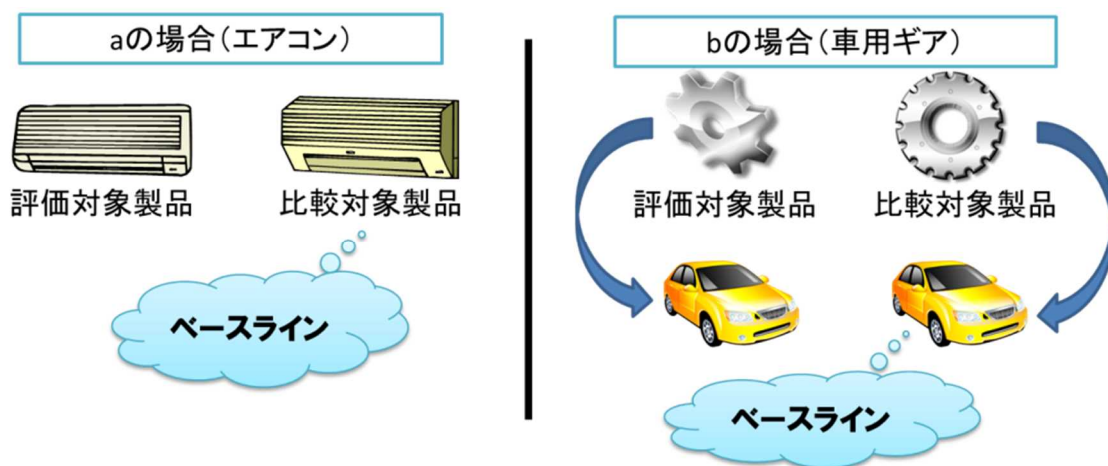 aの場合(エアコン)
評価対象製品
比較対象製品
ベースライン
bの場合(車用ギア)
評価対象製品
比較対象製品
ベースライン